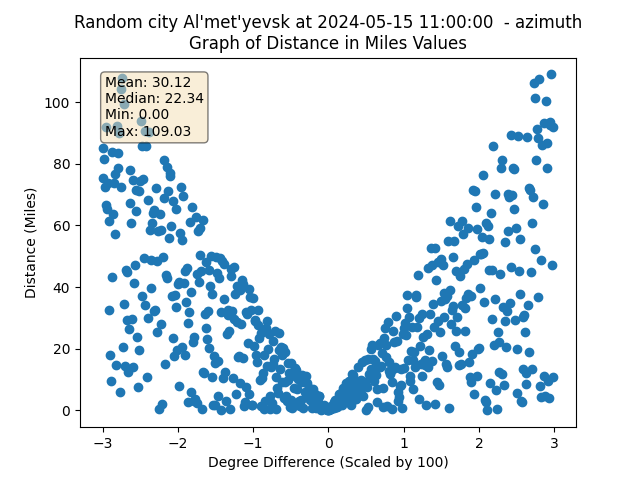 Random city Al'met'yevsk at 2024-05-15 11:00:00  - azimuth
Graph of Distance in Miles Values
Mean: 30.12
Median: 22.34
Min: 0.00
Max: 109.03
Distance (Miles)
100
80
60
40
20
0
−3 −2 −1 0 1 2 3
Degree Difference (Scaled by 100)